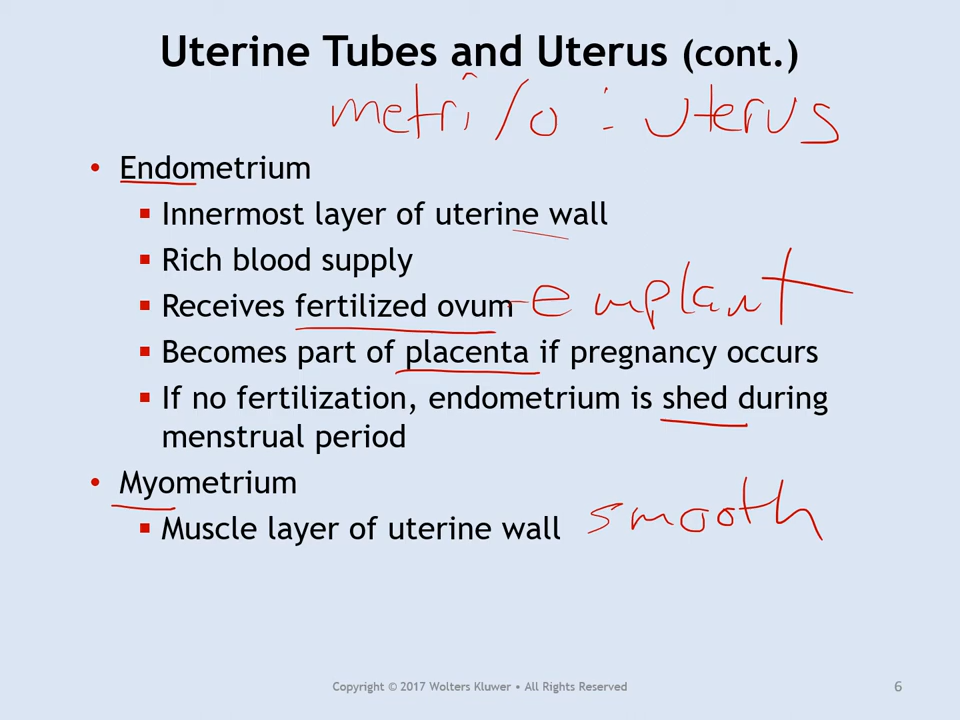 Uterine Tubes and Uterus (cont.)
metri/o : uterus
• Endometrium
▪ Innermost layer of uterine wall
▪ Rich blood supply
▪ Receives fertilized ovum - emplant
▪ Becomes part of placenta if pregnancy occurs
▪ If no fertilization, endometrium is shed during
menstrual period
• Myometrium
▪ Muscle layer of uterine wall smooth
Copyright © 2017 Wolters Kluwer • All Rights Reserved
6